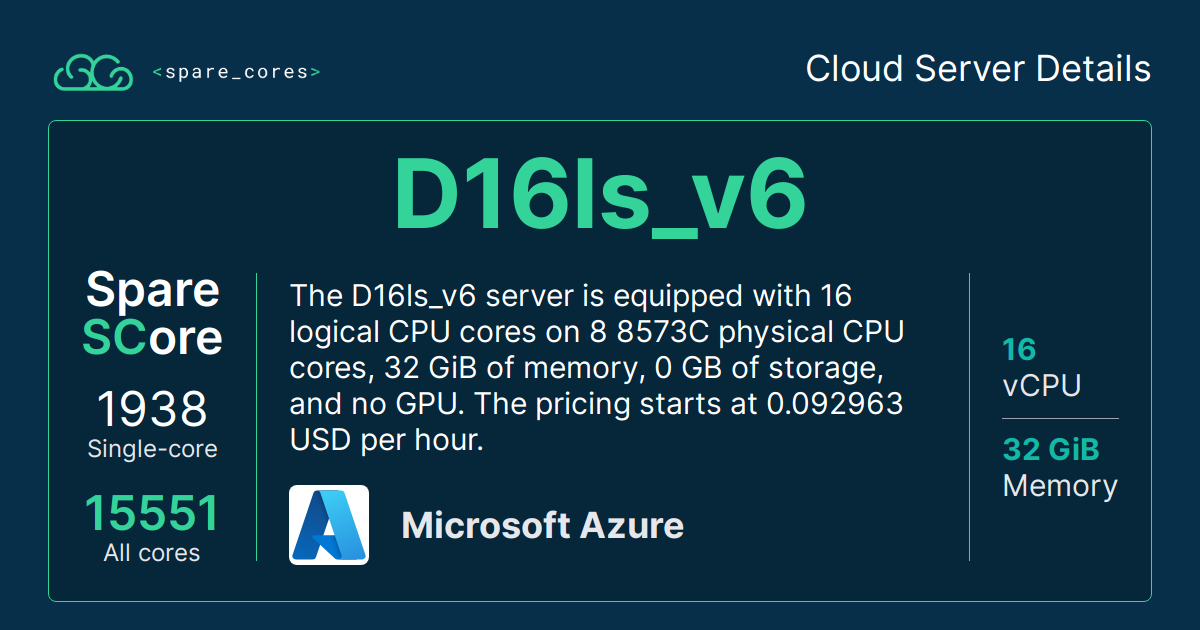 <spare_cores>
Cloud Server Details
D16ls_v6
Spare
SCore
1938
Single-core
15551
All cores
The D16ls_v6 server is equipped with 16
logical CPU cores on 8 8573C physical CPU
cores, 32 GiB of memory, 0 GB of storage,
and no GPU. The pricing starts at 0.092963
USD per hour.
Microsoft Azure
16
vCPU
32 GiB
Memory